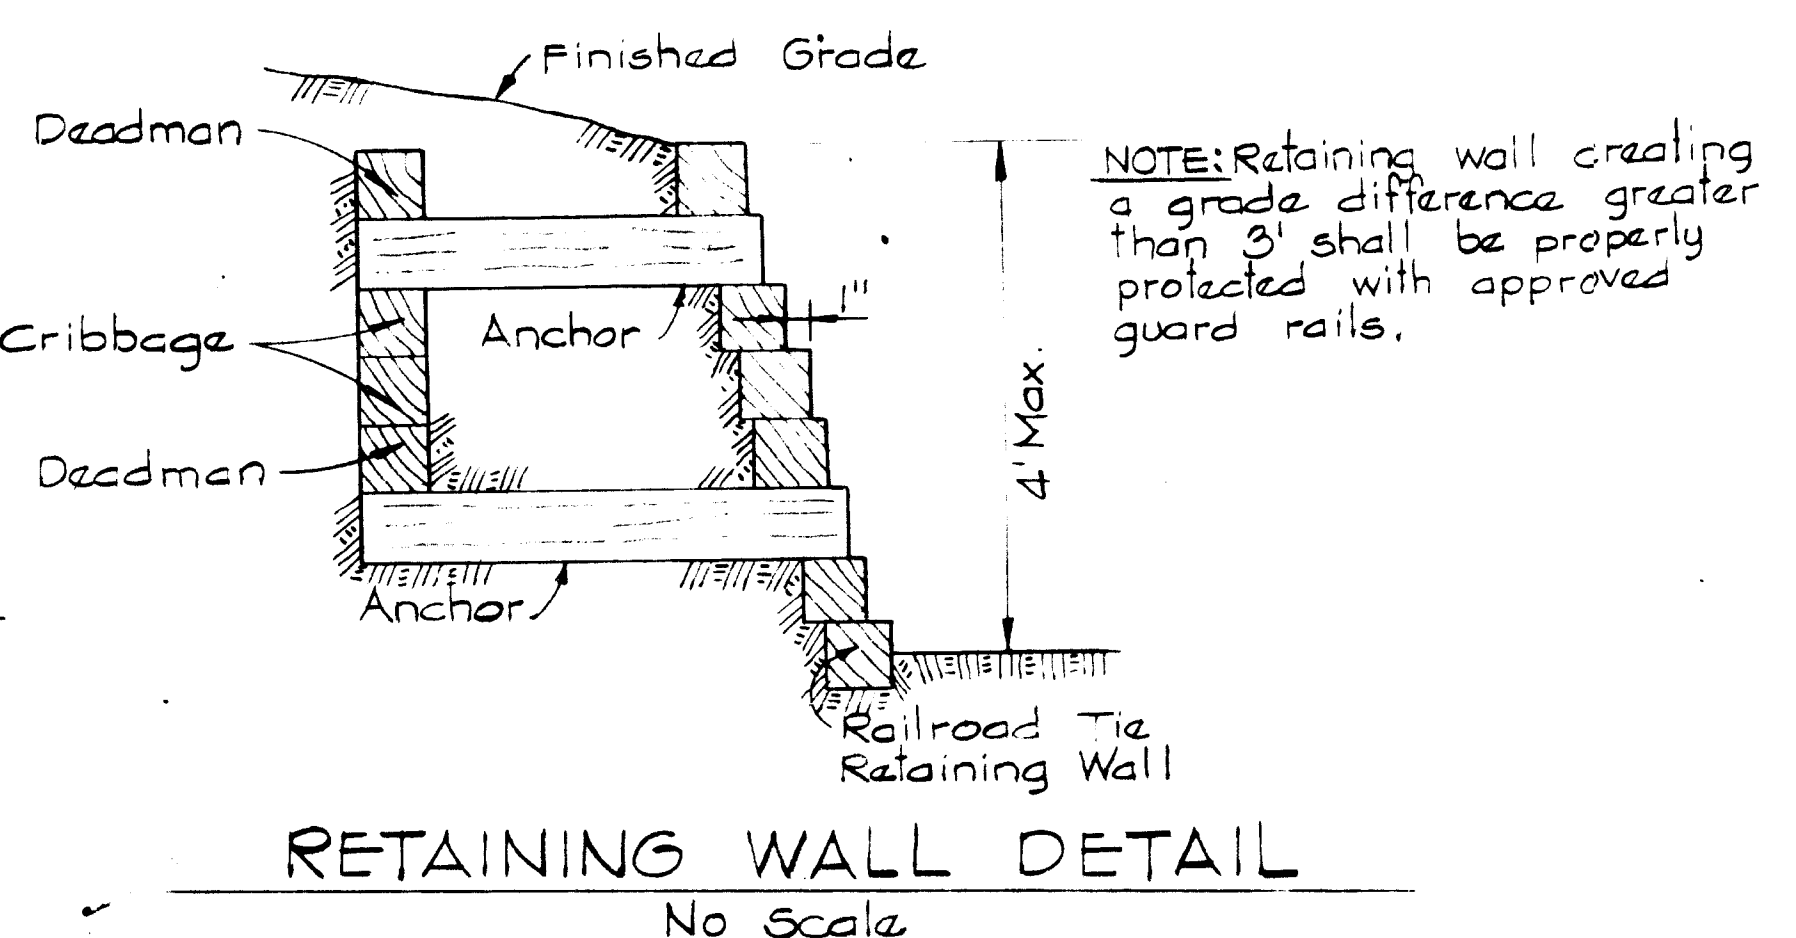 Finished Grade
Deadman
NOTE: Retaining wall creating
a grade difference greater
than 3' shall be properly
protected with approved
guard rails.
1"
Cribbage
Anchor
4' Max.
Deadman
Anchor
Railroad Tie
Retaining Wall
RETAINING WALL DETAIL
No Scale